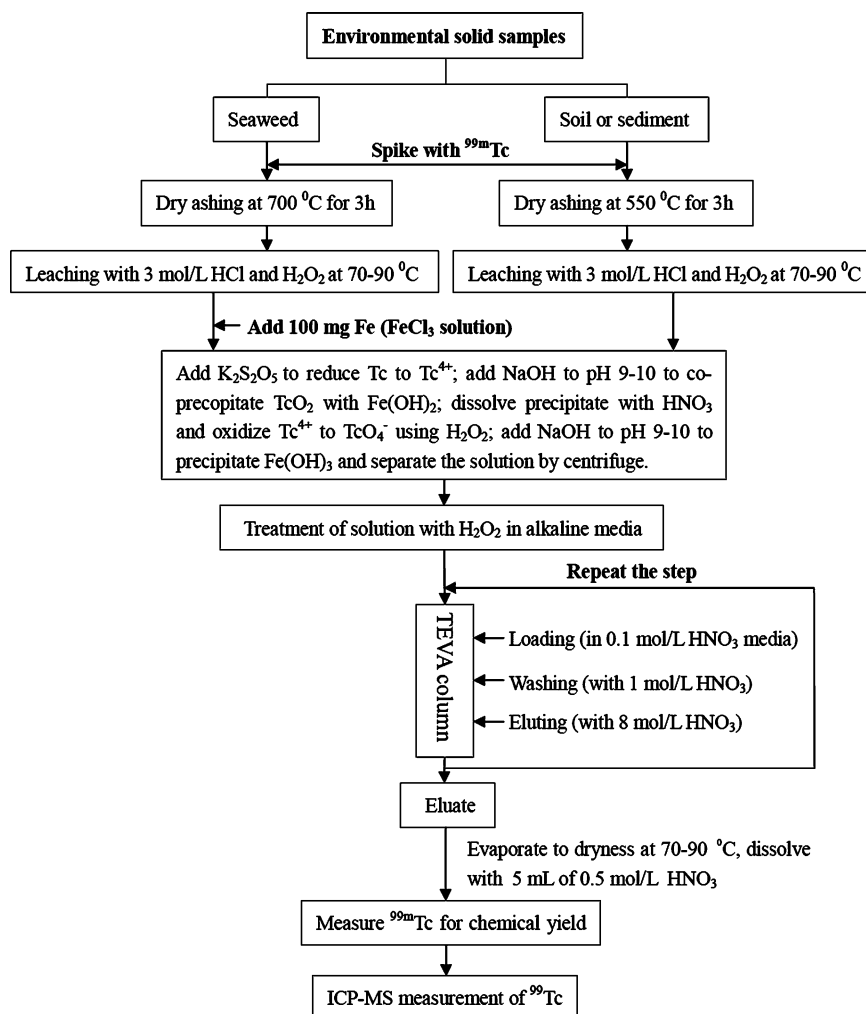 Environmental solid samples
Seaweed
Soil or sediment
Spike with ⁹⁹ᵐTc
Dry ashing at 700 ⁰C for 3h
Dry ashing at 550 ⁰C for 3h
Leaching with 3 mol/L HCl and H₂O₂ at 70-90 ⁰C
Leaching with 3 mol/L HCl and H₂O₂ at 70-90 ⁰C
Add 100 mg Fe (FeCl₃ solution)
Add K₂S₂O₅ to reduce Tc to Tc⁴⁺; add NaOH to pH 9-10 to co-
precopitate TcO₂ with Fe(OH)₂; dissolve precipitate with HNO₃
and oxidize Tc⁴⁺ to TcO₄⁻ using H₂O₂; add NaOH to pH 9-10 to
precipitate Fe(OH)₃ and separate the solution by centrifuge.
Treatment of solution with H₂O₂ in alkaline media
Repeat the step
TEVA column
Loading (in 0.1 mol/L HNO₃ media)
Washing (with 1 mol/L HNO₃)
Eluting (with 8 mol/L HNO₃)
Eluate
Evaporate to dryness at 70-90 ⁰C, dissolve
with 5 mL of 0.5 mol/L HNO₃
Measure ⁹⁹ᵐTc for chemical yield
ICP-MS measurement of ⁹⁹Tc